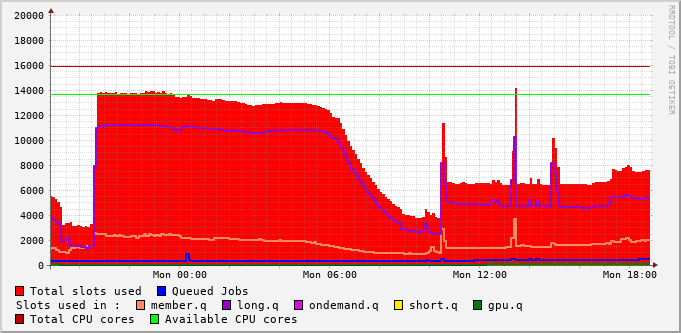 20000
18000
16000
14000
12000
10000
8000
6000
4000
2000
0
Mon 00:00 Mon 06:00 Mon 12:00 Mon 18:00
RRDTOOL / TOBI OETIKER
Total slots used Queued Jobs
Slots used in : member.q long.q ondemand.q short.q gpu.q
Total CPU cores Available CPU cores